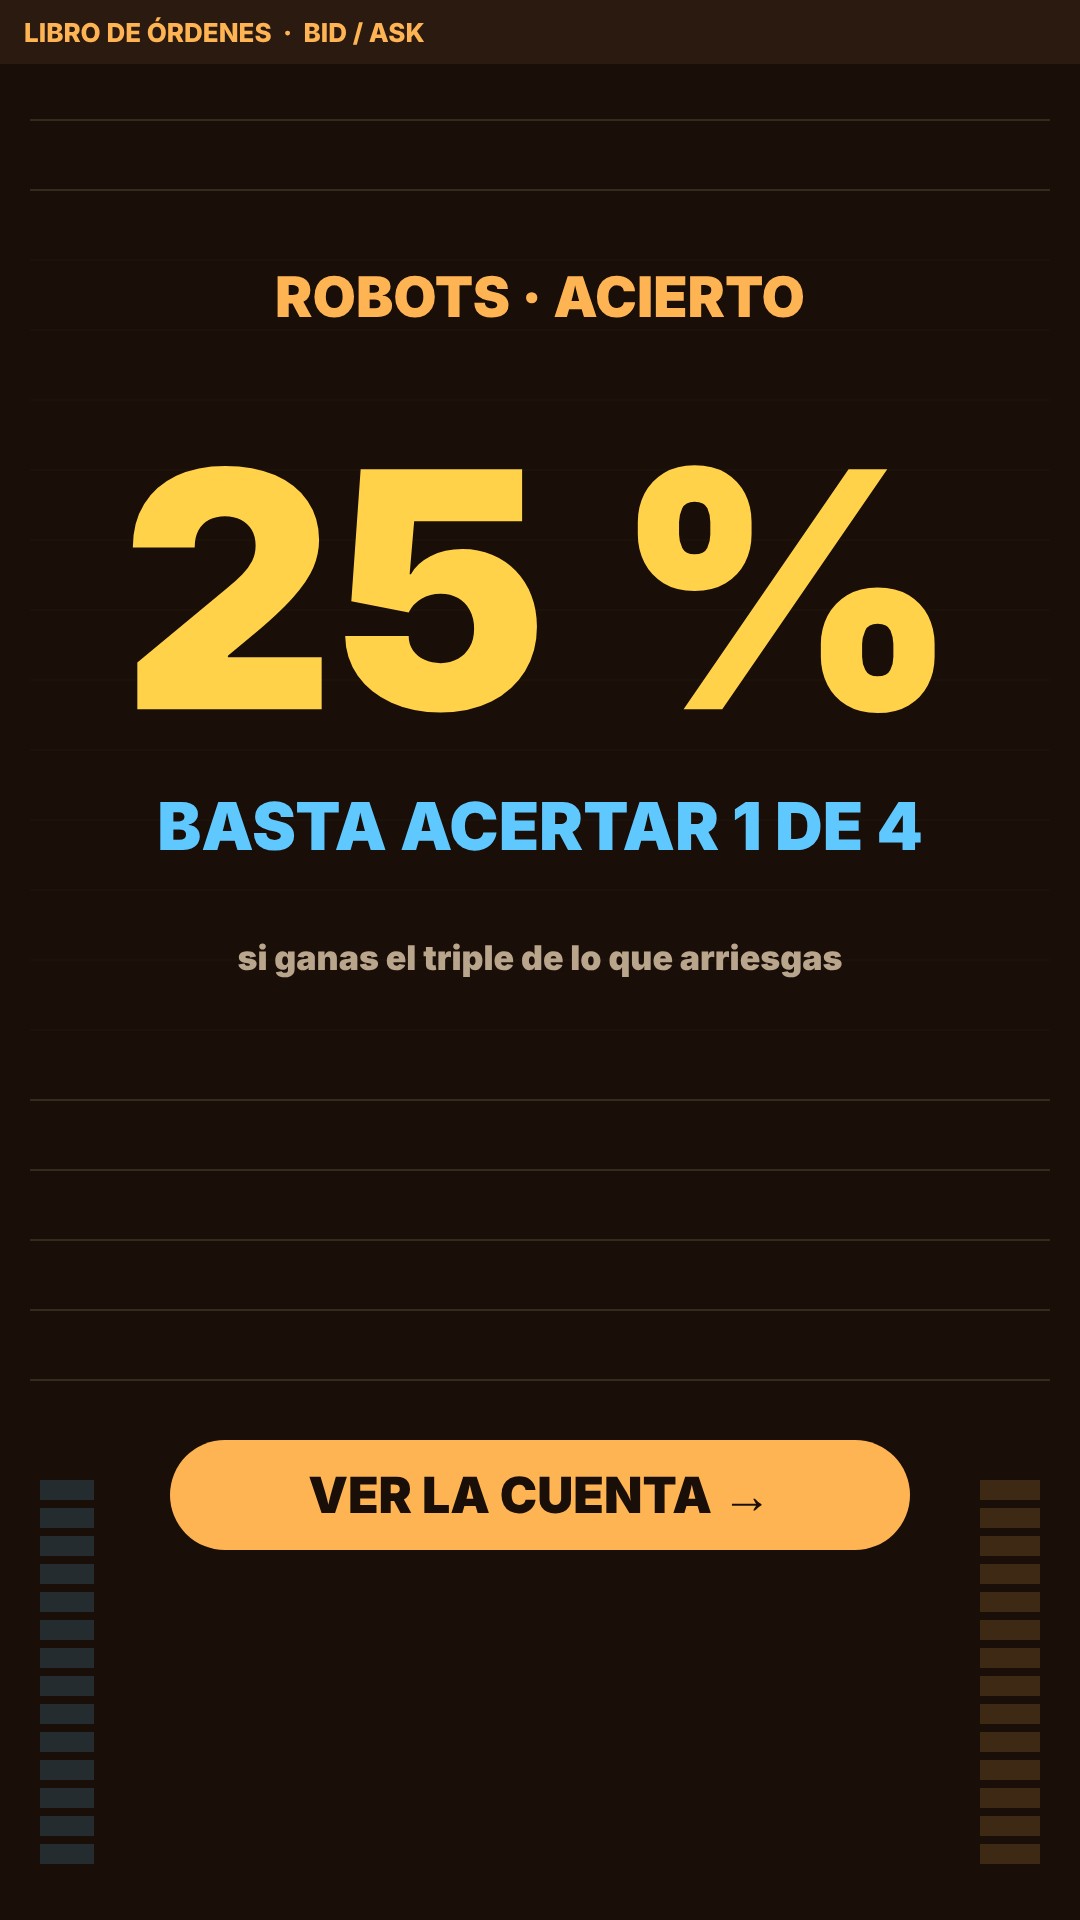 LIBRO DE ÓRDENES · BID / ASK
ROBOTS · ACIERTO
25 %
BASTA ACERTAR 1 DE 4
si ganas el triple de lo que arriesgas
VER LA CUENTA →